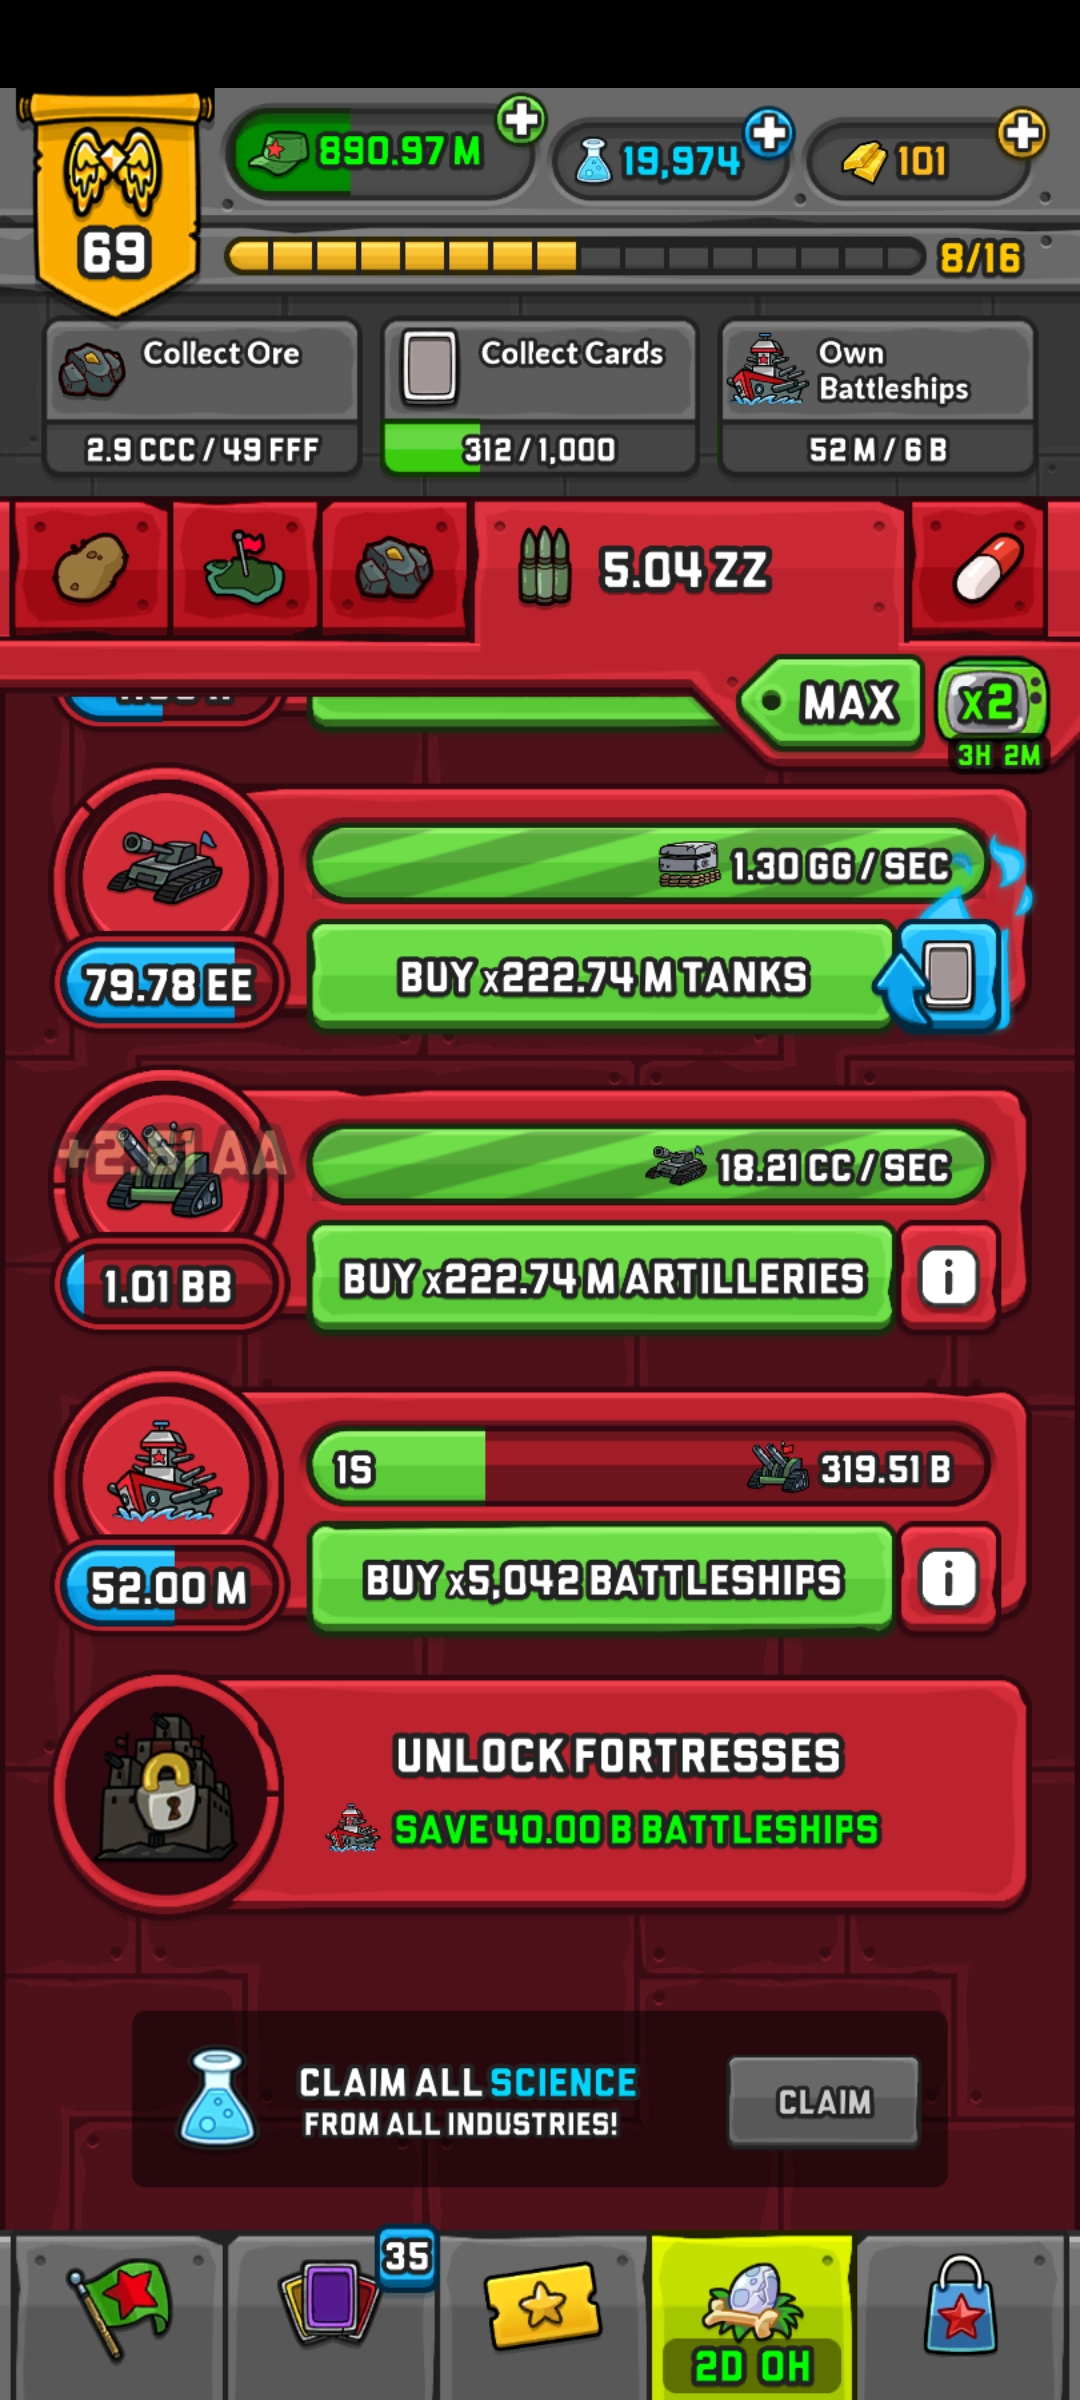 69
890.97 M
19,974
101
8/16
Collect Ore
2.9 CCC / 49 FFF
Collect Cards
312 / 1,000
Own
Battleships
52 M / 6 B
5.04 ZZ
MAX
x2
3H 2M
1.30 GG / SEC
79.78 EE
BUY x222.74 M TANKS
18.21 CC / SEC
1.01 BB
BUY x222.74 M ARTILLERIES
i
1S
319.51 B
52.00 M
BUY x5,042 BATTLESHIPS
i
UNLOCK FORTRESSES
SAVE 40.00 B BATTLESHIPS
CLAIM ALL SCIENCE
FROM ALL INDUSTRIES!
CLAIM
35
2D 0H